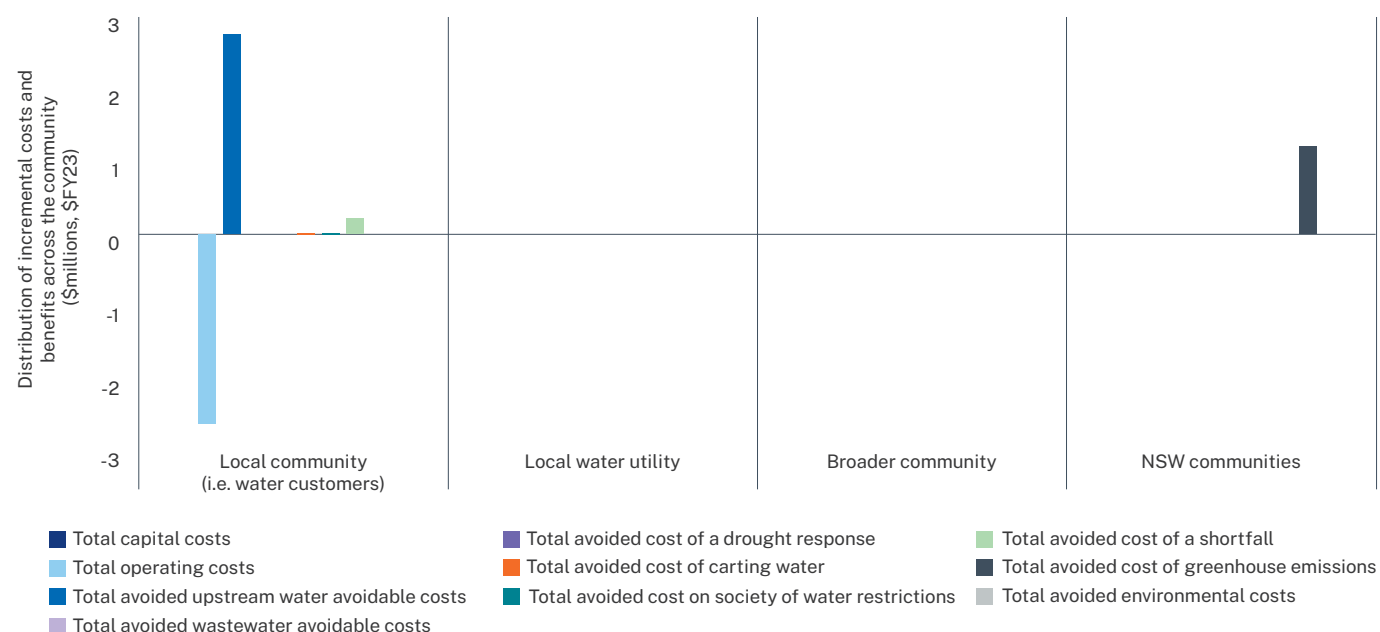 Distribution of incremental costs and
benefits across the community
($millions, $FY23)
3
2
1
0
-1
-2
-3
Local community
(i.e. water customers)
Local water utility
Broader community
NSW communities
Total capital costs
Total operating costs
Total avoided upstream water avoidable costs
Total avoided wastewater avoidable costs
Total avoided cost of a drought response
Total avoided cost of carting water
Total avoided cost on society of water restrictions
Total avoided cost of a shortfall
Total avoided cost of greenhouse emissions
Total avoided environmental costs